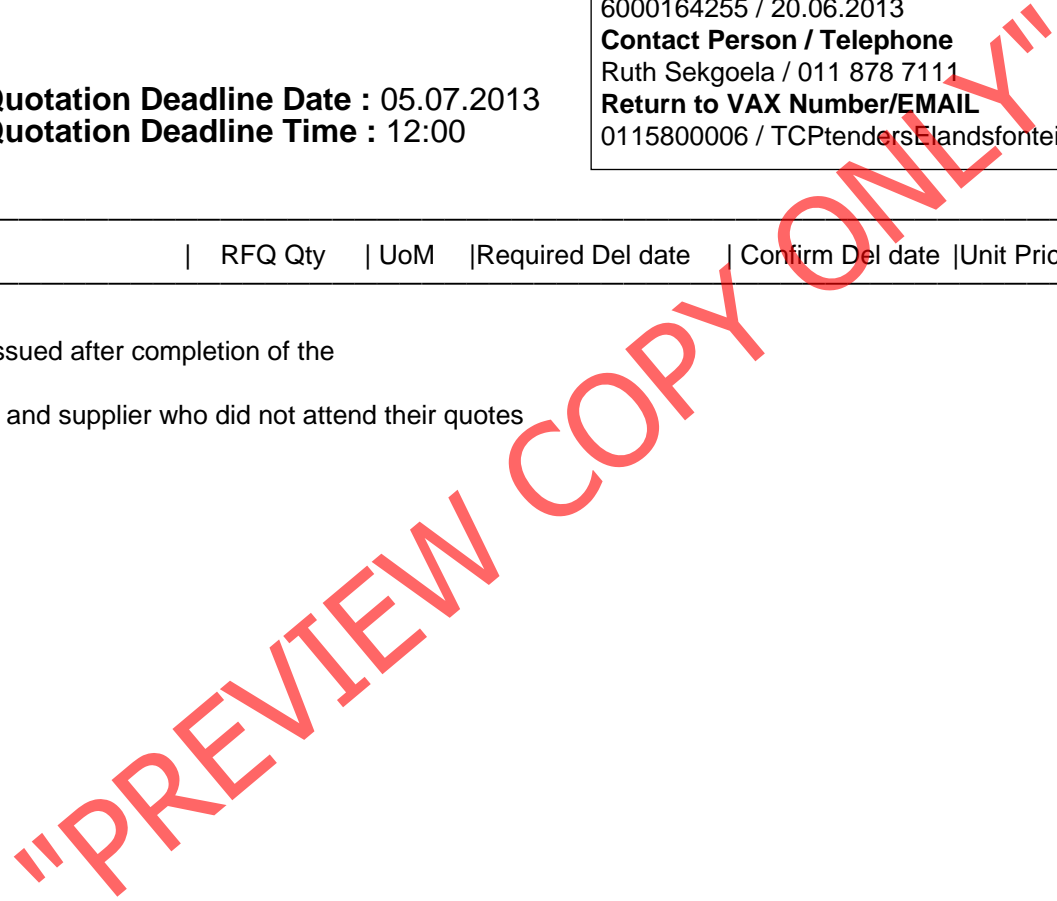 6000164255 / 20.06.2013
Contact Person / Telephone
Ruth Sekgoela / 011 878 7111
Quotation Deadline Date : 05.07.2013
Return to VAX Number/EMAIL
Quotation Deadline Time : 12:00
0115800006 / TCPtendersElandsfontei
| RFQ Qty | UoM |Required Del date | Confirm Del date |Unit Pric
ssued after completion of the
and supplier who did not attend their quotes
"PREVIEW COPY ONLY"